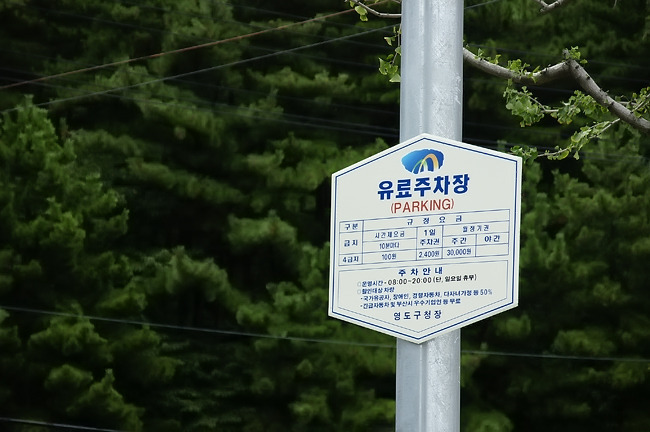 유료주차장
(PARKING)
구분 규정요금
급지 시간제요금 1일 주차권 월정기권
10분마다 주간 야간
4급지 100원 2,400원 30,000원
주차안내
운영시간 - 08:00~20:00 (단, 일요일 휴무)
할인대상 차량
- 국가유공자, 장애인, 경형자동차, 다자녀가정 등 50%
- 긴급자동차 및 부산시 우수기업인 등 무료
영도구청장